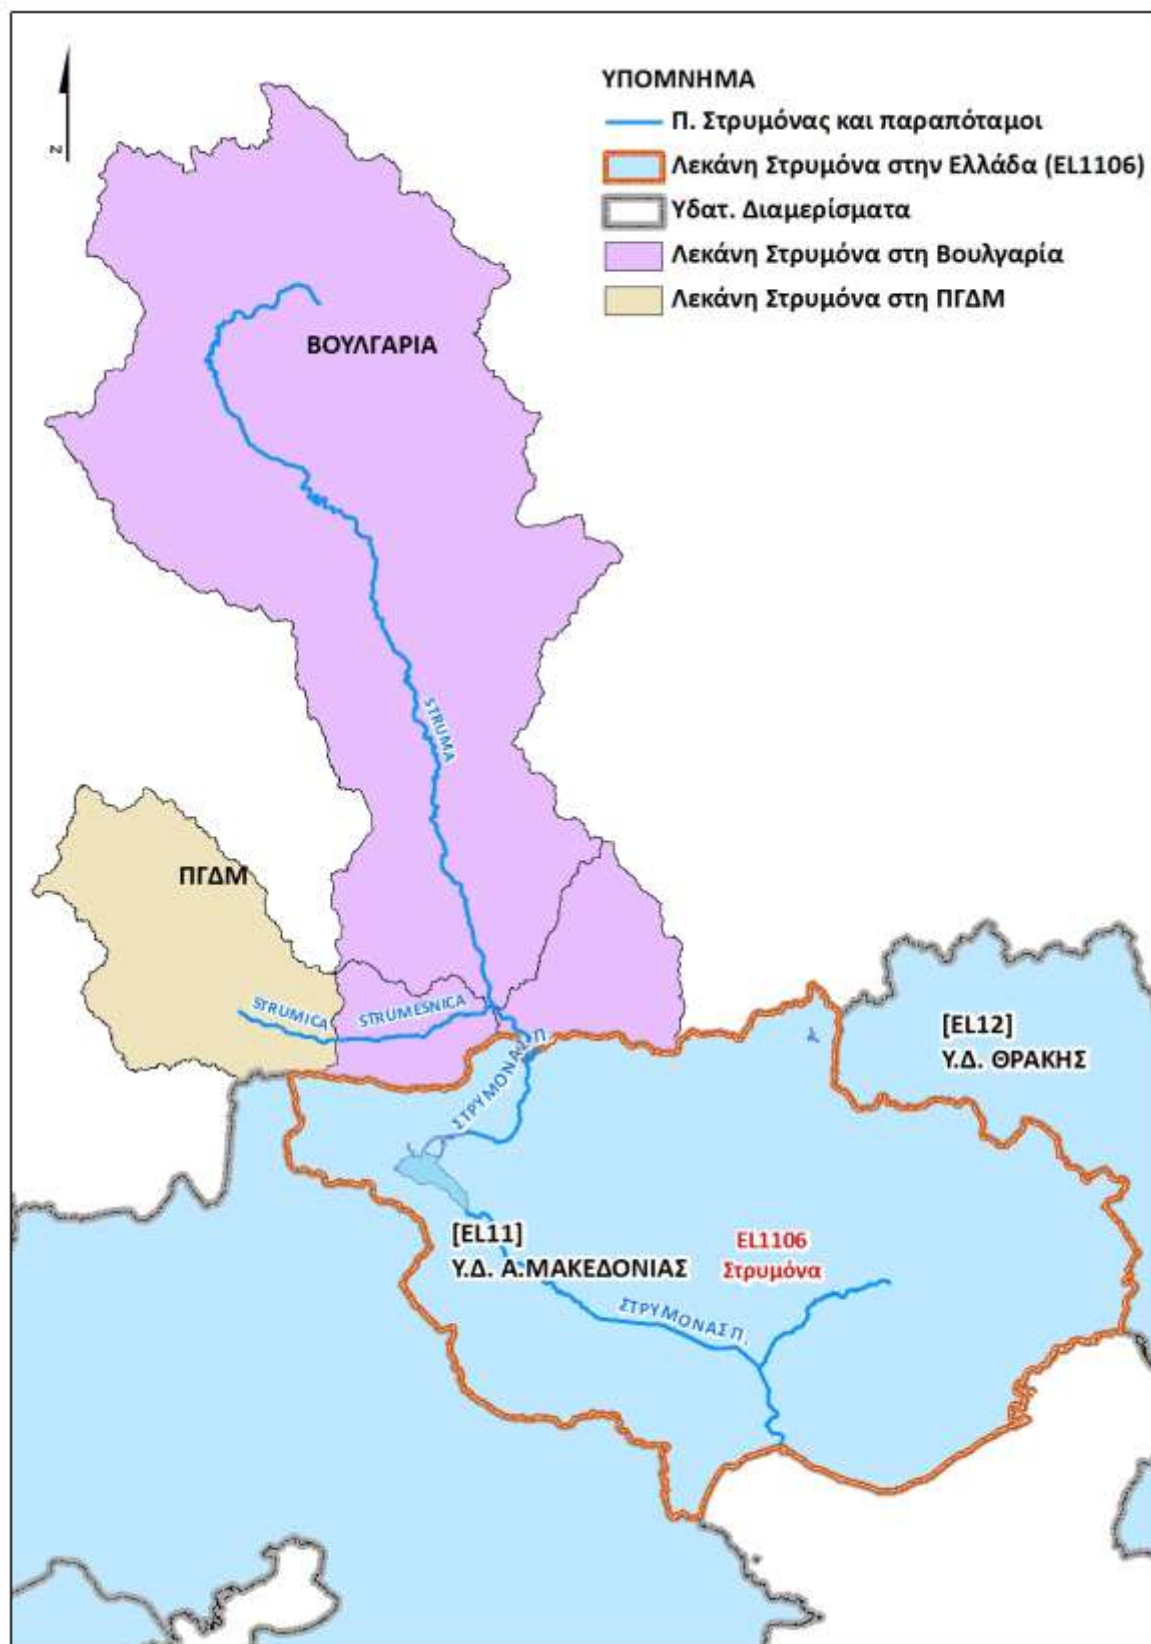 ΥΠΟΜΝΗΜΑ
Π. Στρυμόνας και παραπόταμοι
Λεκάνη Στρυμόνα στην Ελλάδα (EL1106)
Υδατ. Διαμερίσματα
Λεκάνη Στρυμόνα στη Βουλγαρία
Λεκάνη Στρυμόνα στη ΠΓΔΜ
Z
ΒΟΥΛΓΑΡΙΑ
STRUMA
ΠΓΔΜ
STRUMICA
STRUMESNICA
ΣΤΡΥΜΟΝΑΣ Π.
[EL12]
Υ.Δ. ΘΡΑΚΗΣ
[EL11]
Υ.Δ. Α.ΜΑΚΕΔΟΝΙΑΣ
EL1106
Στρυμόνα
ΣΤΡΥΜΟΝΑΣ Π.